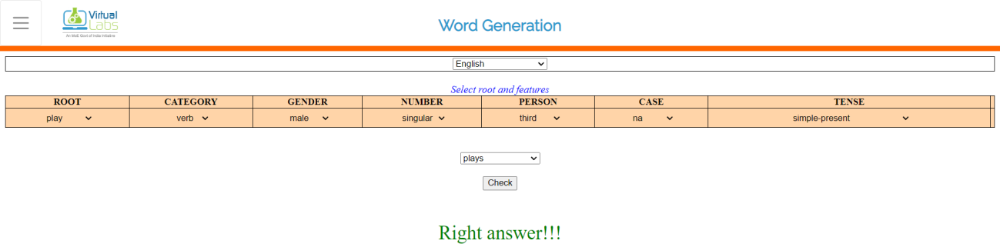 Virtual
Labs
An MoE Govt of India Initiative
Word Generation
English
Select root and features
ROOT CATEGORY GENDER NUMBER PERSON CASE TENSE
play verb male singular third na simple-present
plays
Check
Right answer!!!